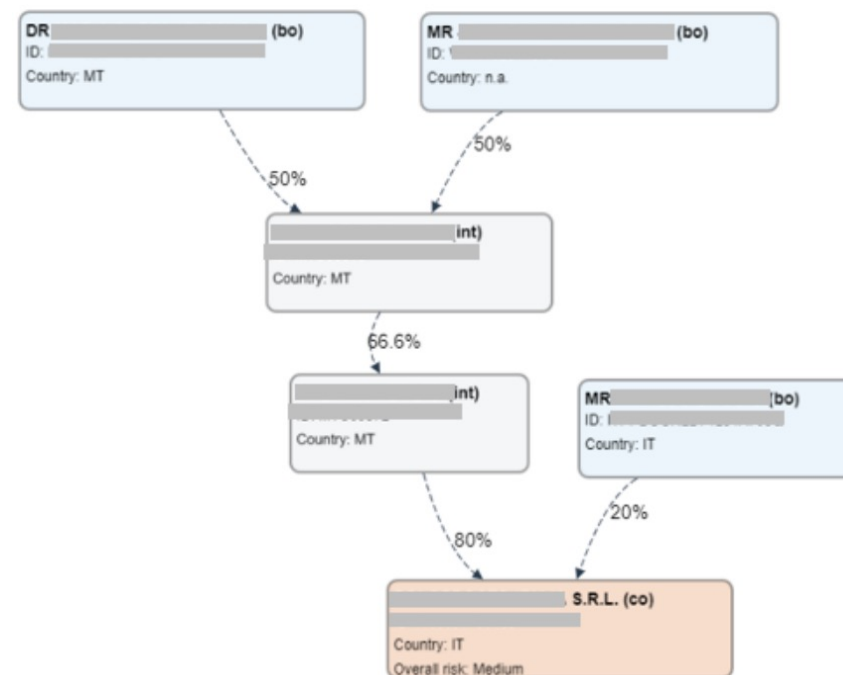 DR (bo)
ID:
Country: MT
MR (bo)
ID:
Country: n.a.
50%
50%
int)
Country: MT
66.6%
int)
Country: MT
MR (bo)
ID:
Country: IT
80%
20%
S.R.L. (co)
Country: IT
Overall risk: Medium